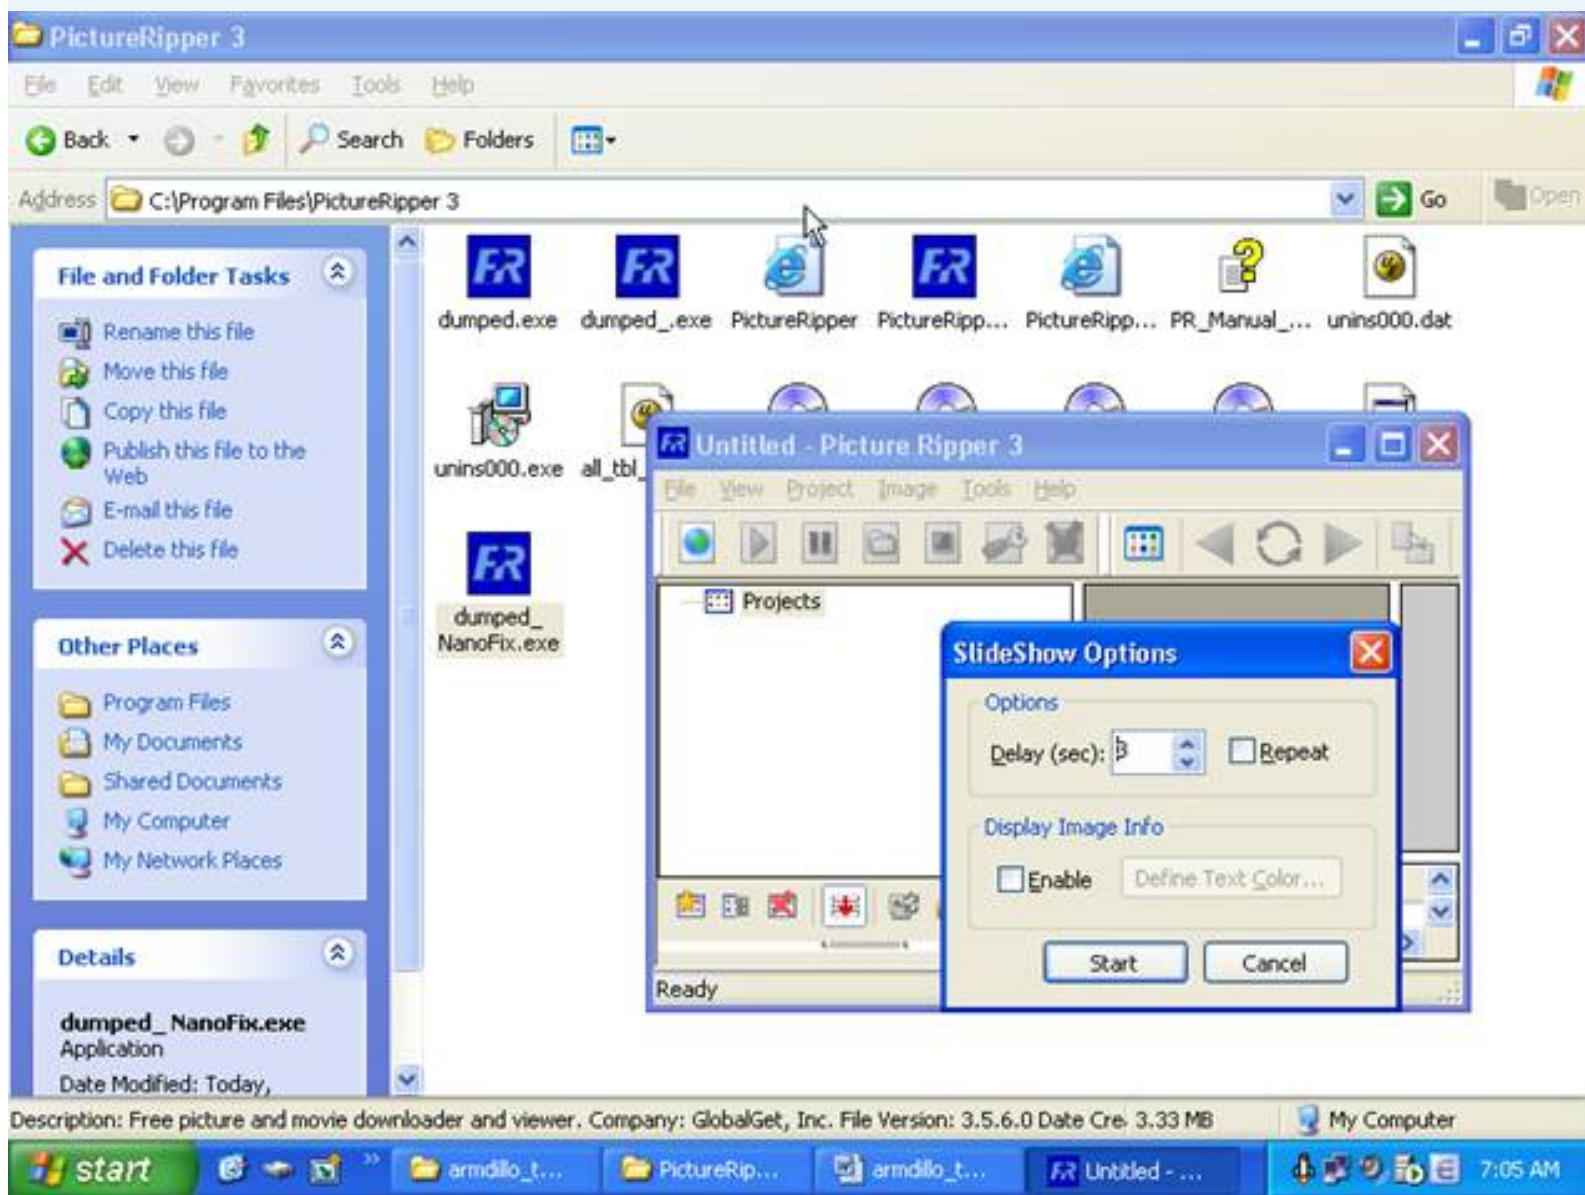 PictureRipper 3
File Edit View Favorites Tools Help
Back Search Folders
Address C:\Program Files\PictureRipper 3 Go Open
File and Folder Tasks
Rename this file
Move this file
Copy this file
Publish this file to the
Web
E-mail this file
Delete this file
Other Places
Program Files
My Documents
Shared Documents
My Computer
My Network Places
Details
dumped_ NanoFix.exe
Application
Date Modified: Today,
dumped.exe dumped_.exe PictureRipper PictureRipp... PictureRipp... PR_Manual_... unins000.dat
unins000.exe all_tbl_
dumped_
NanoFix.exe
Untitled - Picture Ripper 3
File View Project Image Tools Help
Projects
Ready
SlideShow Options
Options
Delay (sec): 3 Repeat
Display Image Info
Enable Define Text Color...
Start Cancel
Description: Free picture and movie downloader and viewer. Company: GlobalGet, Inc. File Version: 3.5.6.0 Date Cre 3.33 MB My Computer
start armdillo_t... PictureRip... armdillo_t... Untitled - ... 7:05 AM